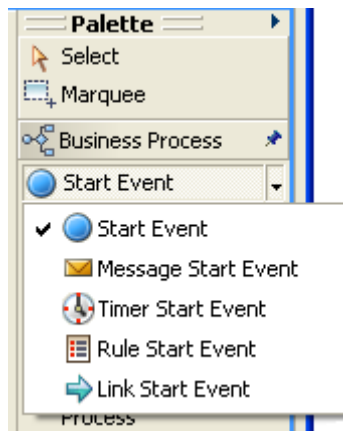 Palette
Select
Marquee
Business Process
Start Event
Start Event
Message Start Event
Timer Start Event
Rule Start Event
Link Start Event
Process